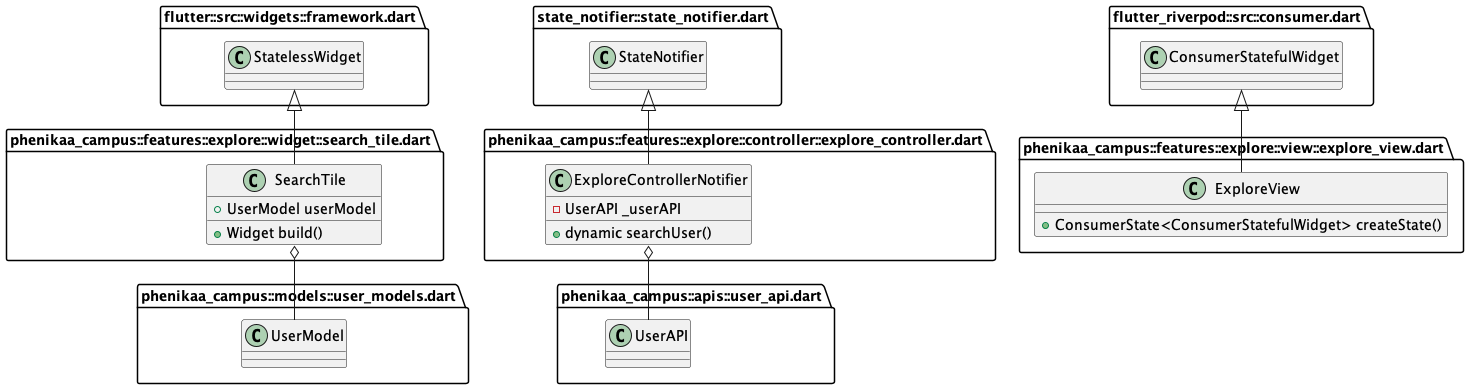 flutter::src::widgets::framework.dart
C StatelessWidget
phenikaa_campus::features::explore::widget::search_tile.dart
C SearchTile
UserModel userModel
Widget build()
phenikaa_campus::models::user_models.dart
C UserModel
state_notifier::state_notifier.dart
C StateNotifier
phenikaa_campus::features::explore::controller::explore_controller.dart
C ExploreControllerNotifier
UserAPI _userAPI
dynamic searchUser()
phenikaa_campus::apis::user_api.dart
C UserAPI
flutter_riverpod::src::consumer.dart
C ConsumerStatefulWidget
phenikaa_campus::features::explore::view::explore_view.dart
C ExploreView
ConsumerState<ConsumerStatefulWidget> createState()